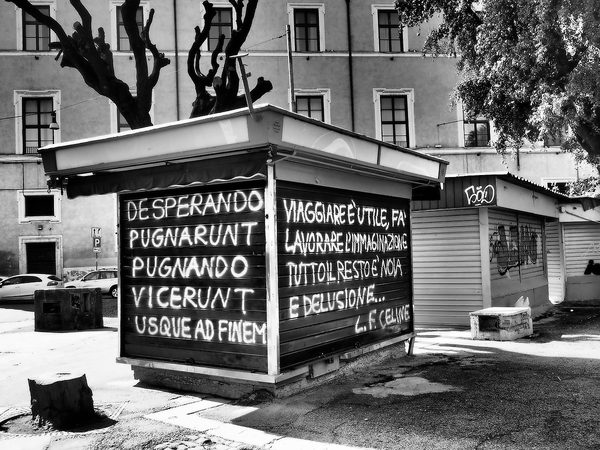 DESPERANDO
PUGNARUNT
PUGNANDO
VICERUNT
USQUE AD FINEM
VIAGGIARE E' UTILE, FA'
LAVORARE L'IMMAGINAZIONE
TUTTO IL RESTO E' NOIA
E DELUSIONE...
L. F. CELINE
P